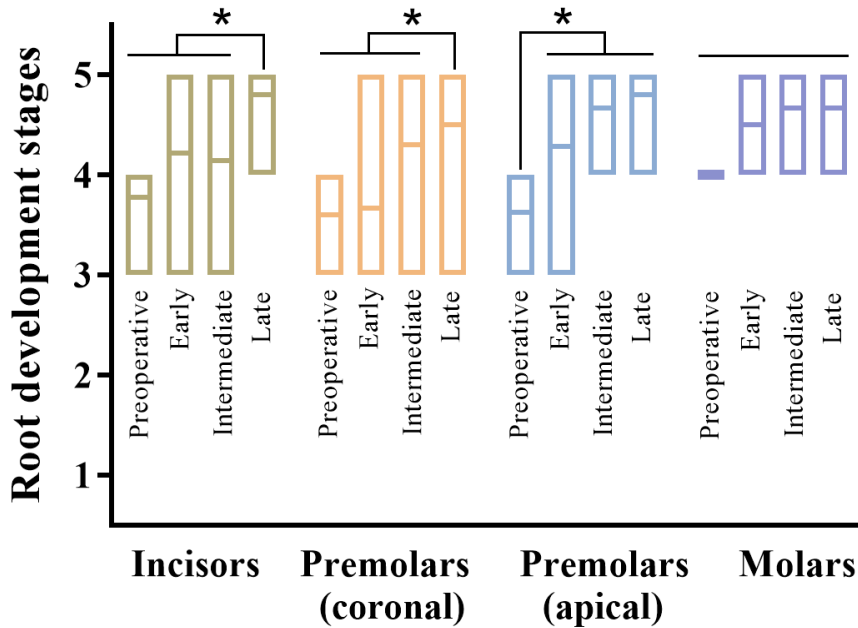 Root development stages
5
4
3
2
1
*
*
*
Preoperative
Early
Intermediate
Late
Preoperative
Early
Intermediate
Late
Preoperative
Early
Intermediate
Late
Preoperative
Early
Intermediate
Late
Incisors
Premolars
(coronal)
Premolars
(apical)
Molars